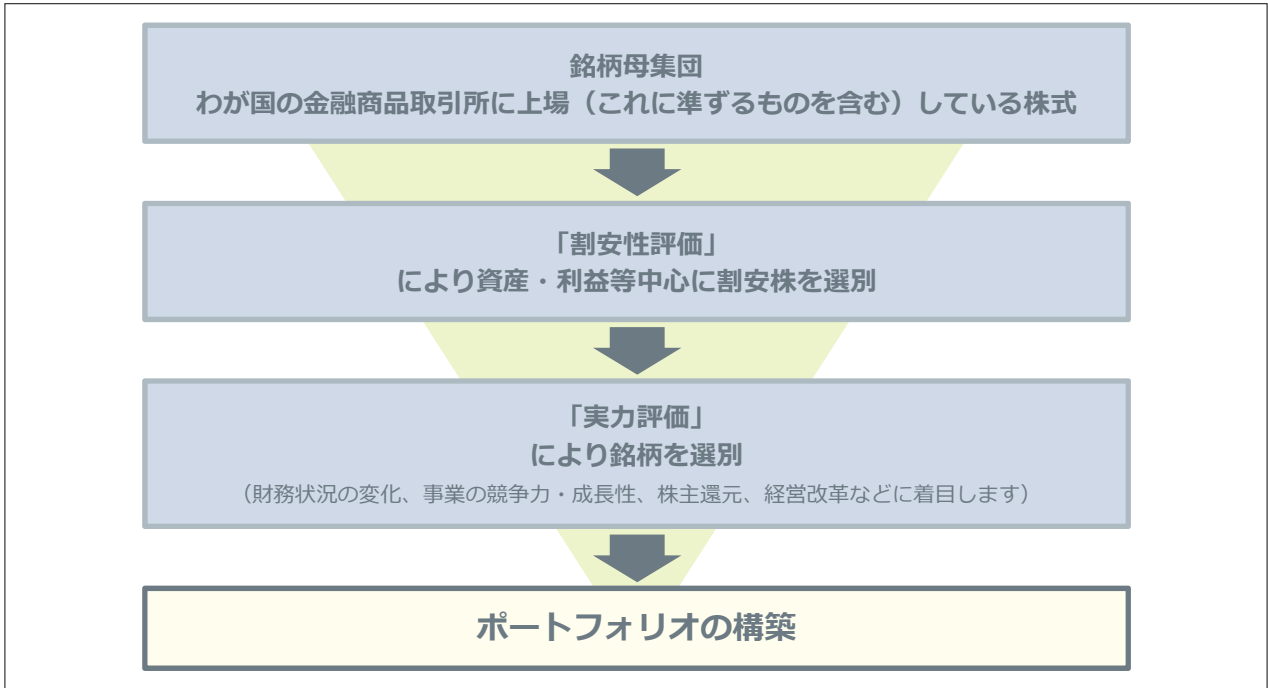 銘柄母集団
わが国の金融商品取引所に上場（これに準ずるものを含む）している株式
「割安性評価」
により資産・利益等中心に割安株を選別
「実力評価」
により銘柄を選別
（財務状況の変化、事業の競争力・成長性、株主還元、経営改革などに着目します）
ポートフォリオの構築